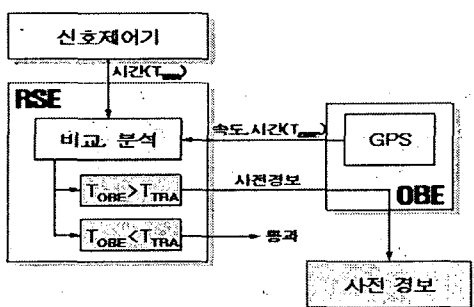 신호제어기
시간(T
RSE
비교, 분석
속도, 시간(T
GPS
OBE
T_OBE>T_TRA
사전경보
T_OBE<T_TRA
통과
사전 경보